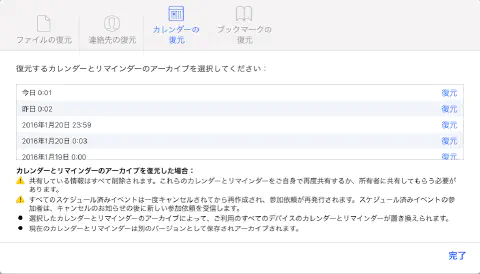 ファイルの復元
連絡先の復元
カレンダーの
復元
ブックマークの
復元
復元するカレンダーとリマインダーのアーカイブを選択してください：
今日 0:01 復元
昨日 0:02 復元
2016年1月20日 23:59 復元
2016年1月20日 0:03 復元
2016年1月19日 0:00 復元
カレンダーとリマインダーのアーカイブを復元した場合：
共有している情報はすべて削除されます。これらのカレンダーとリマインダーをご自身で再度共有するか、所有者に共有してもらう必要が
あります。
すべてのスケジュール済みイベントは一度キャンセルされてから再作成され、参加依頼が再発行されます。スケジュール済みイベントの参
加者は、キャンセルのお知らせの後に新しい参加依頼を受信します。
● 選択したカレンダーとリマインダーのアーカイブによって、ご利用のすべてのデバイスのカレンダーとリマインダーが置き換えられます。
● 現在のカレンダーとリマインダーは別のバージョンとして保存されアーカイブされます。
完了